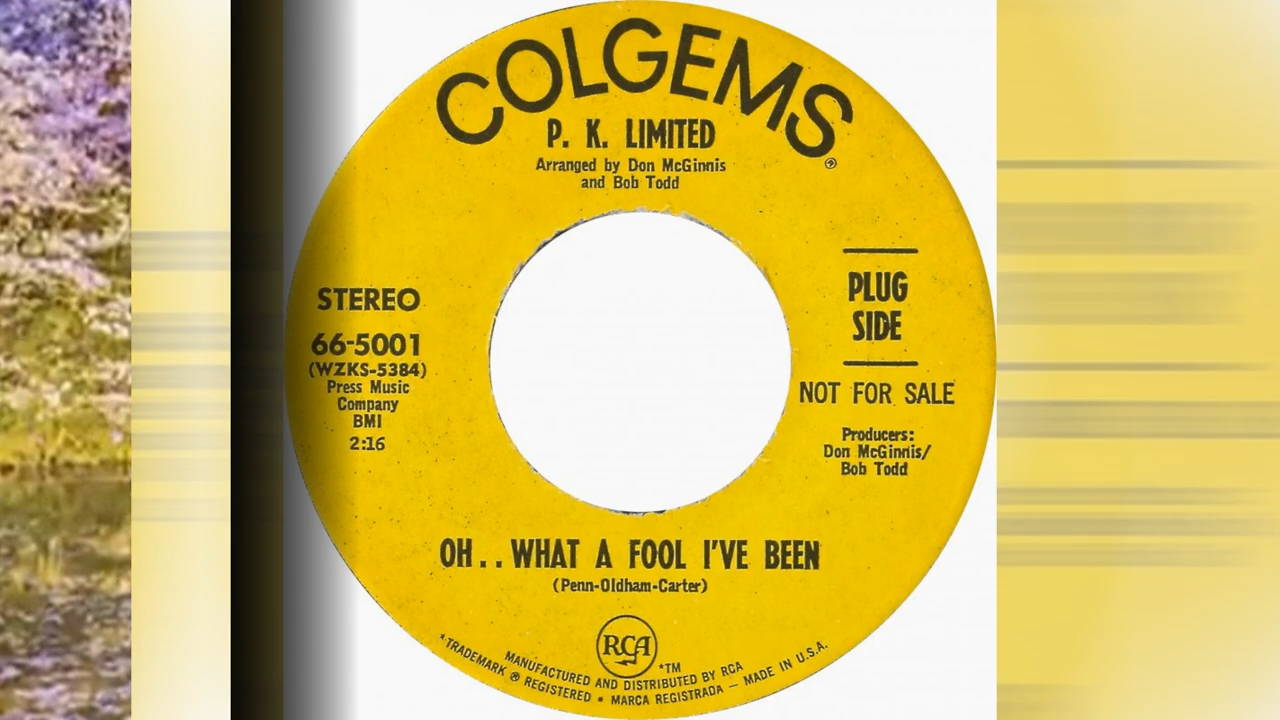 COLGEMS®
P. K. LIMITED
Arranged by Don McGinnis
and Bob Todd
STEREO
66-5001
(WZKS-5384)
Press Music
Company
BMI
2:16
PLUG
SIDE
NOT FOR SALE
Producers:
Don McGinnis/
Bob Todd
OH.. WHAT A FOOL I'VE BEEN
(Penn-Oldham-Carter)
RCA
*TM
MANUFACTURED AND DISTRIBUTED BY RCA
*TRADEMARK ® REGISTERED • MARCA REGISTRADA — MADE IN U.S.A.